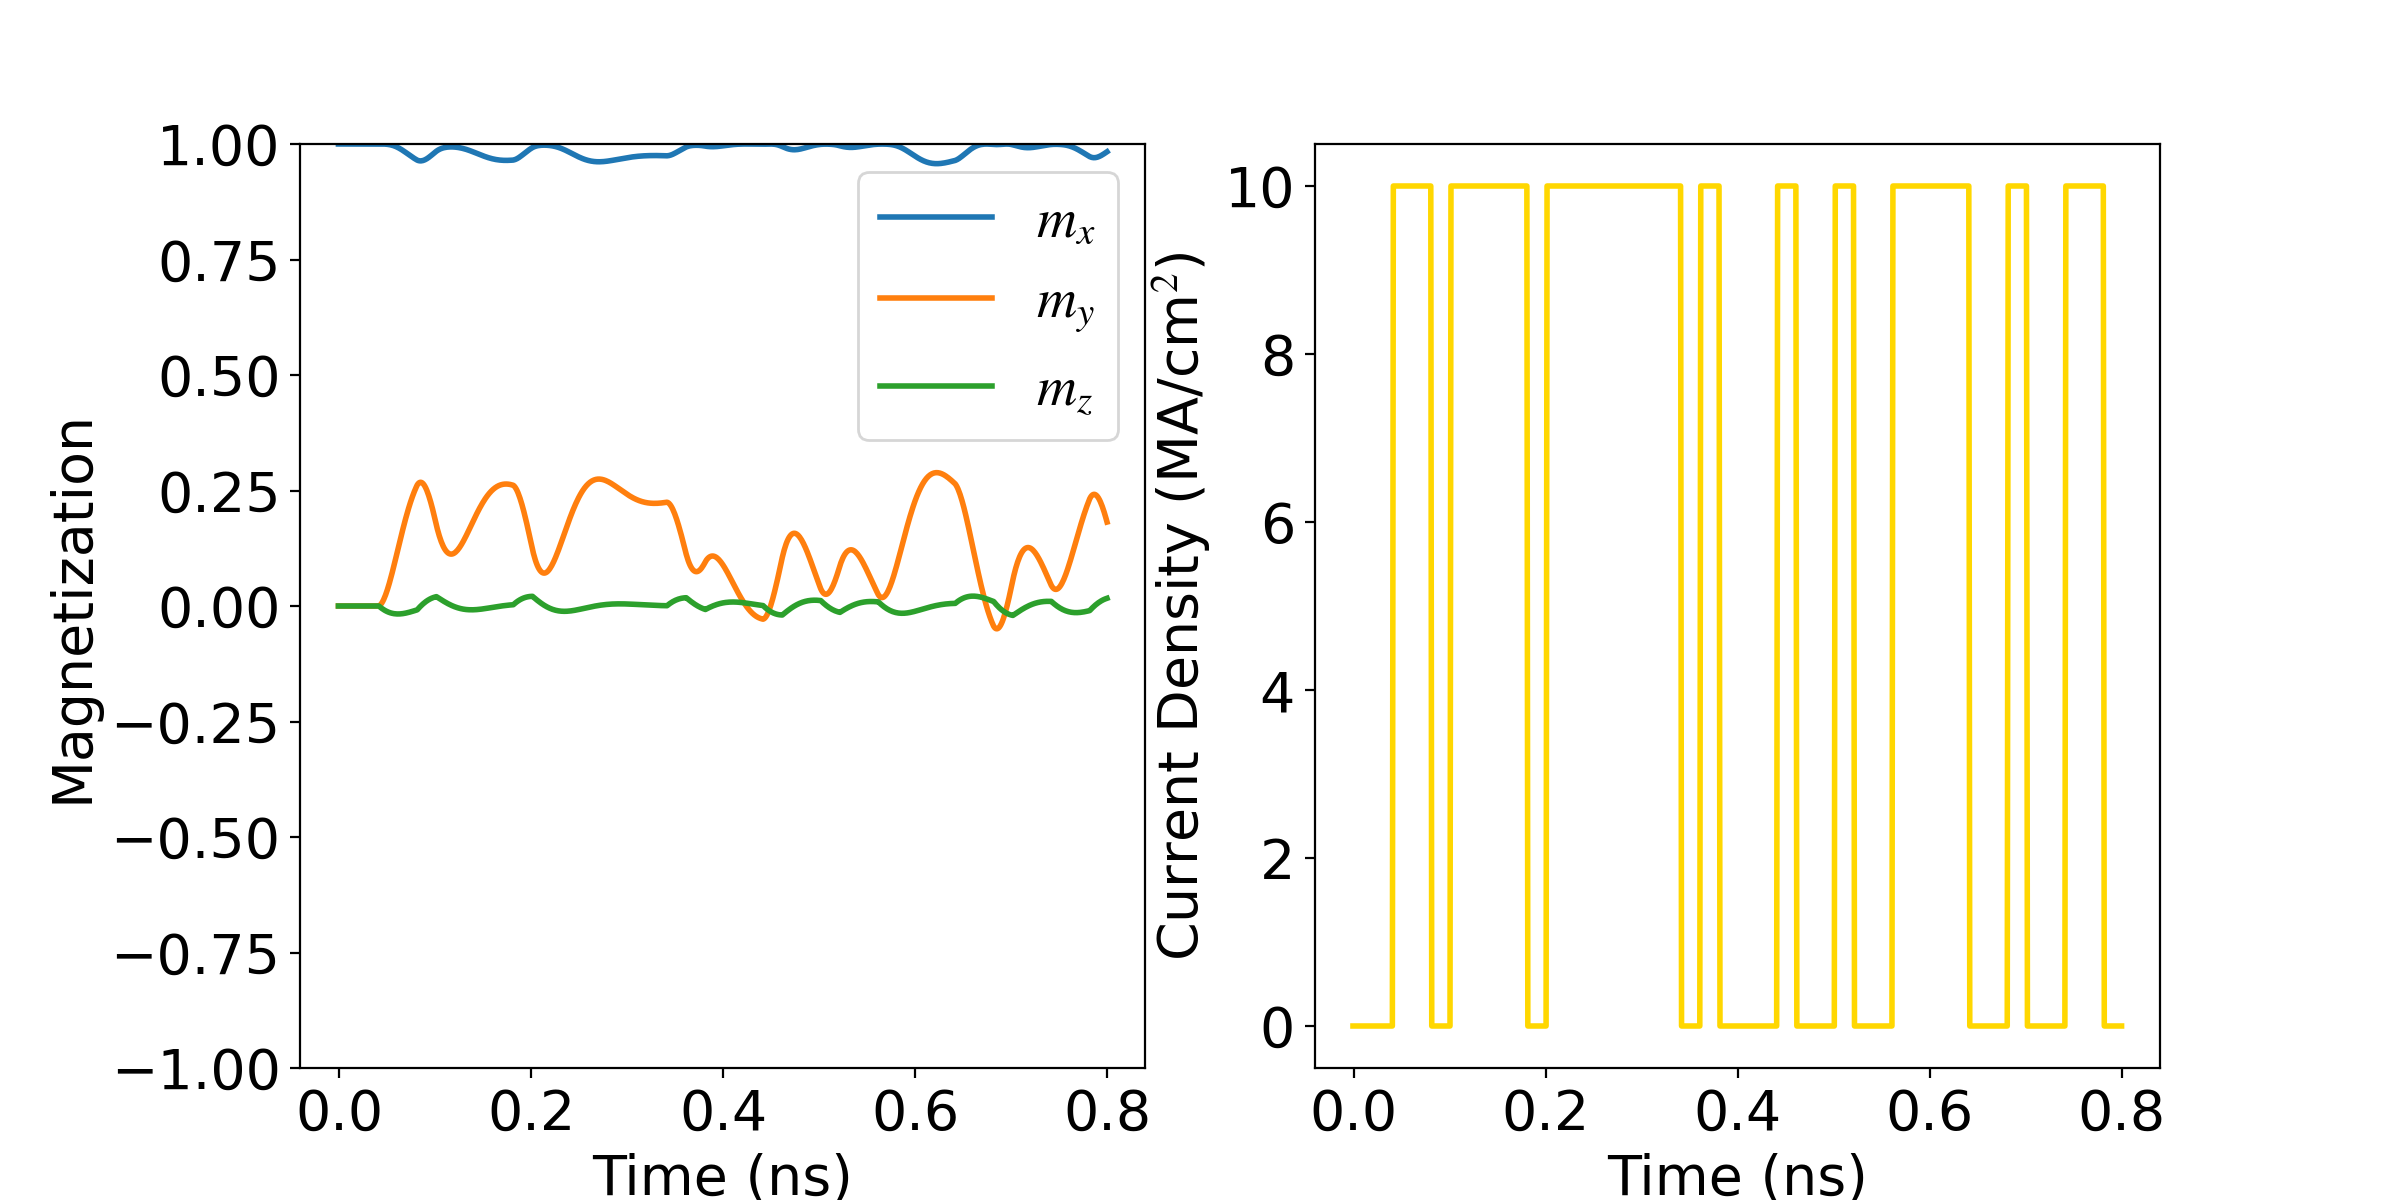 Magnetization
1.00
0.75
0.50
0.25
0.00
−0.25
−0.50
−0.75
−1.00
0.0 0.2 0.4 0.6 0.8
Time (ns)
m_x
m_y
m_z
Current Density (MA/cm²)
10
8
6
4
2
0
0.0 0.2 0.4 0.6 0.8
Time (ns)